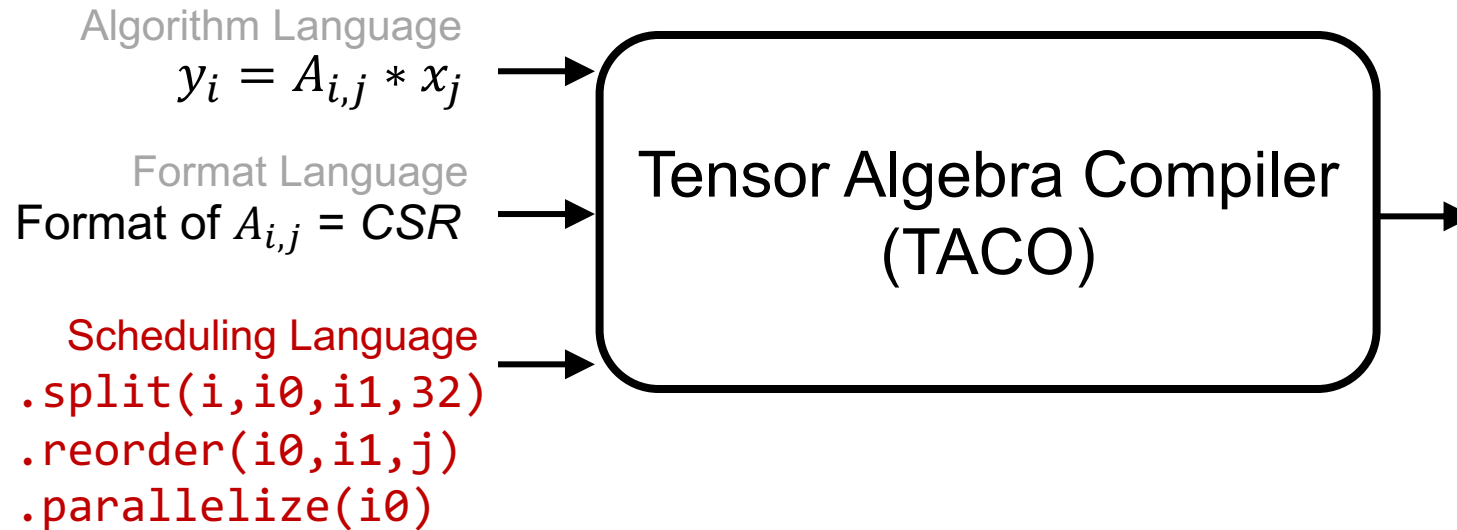 Algorithm Language
𝑦𝑖 = 𝐴𝑖,𝑗 ∗ 𝑥𝑗
Format Language
Format of 𝐴𝑖,𝑗 = CSR
Scheduling Language
.split(i,i0,i1,32)
.reorder(i0,i1,j)
.parallelize(i0)
Tensor Algebra Compiler
(TACO)